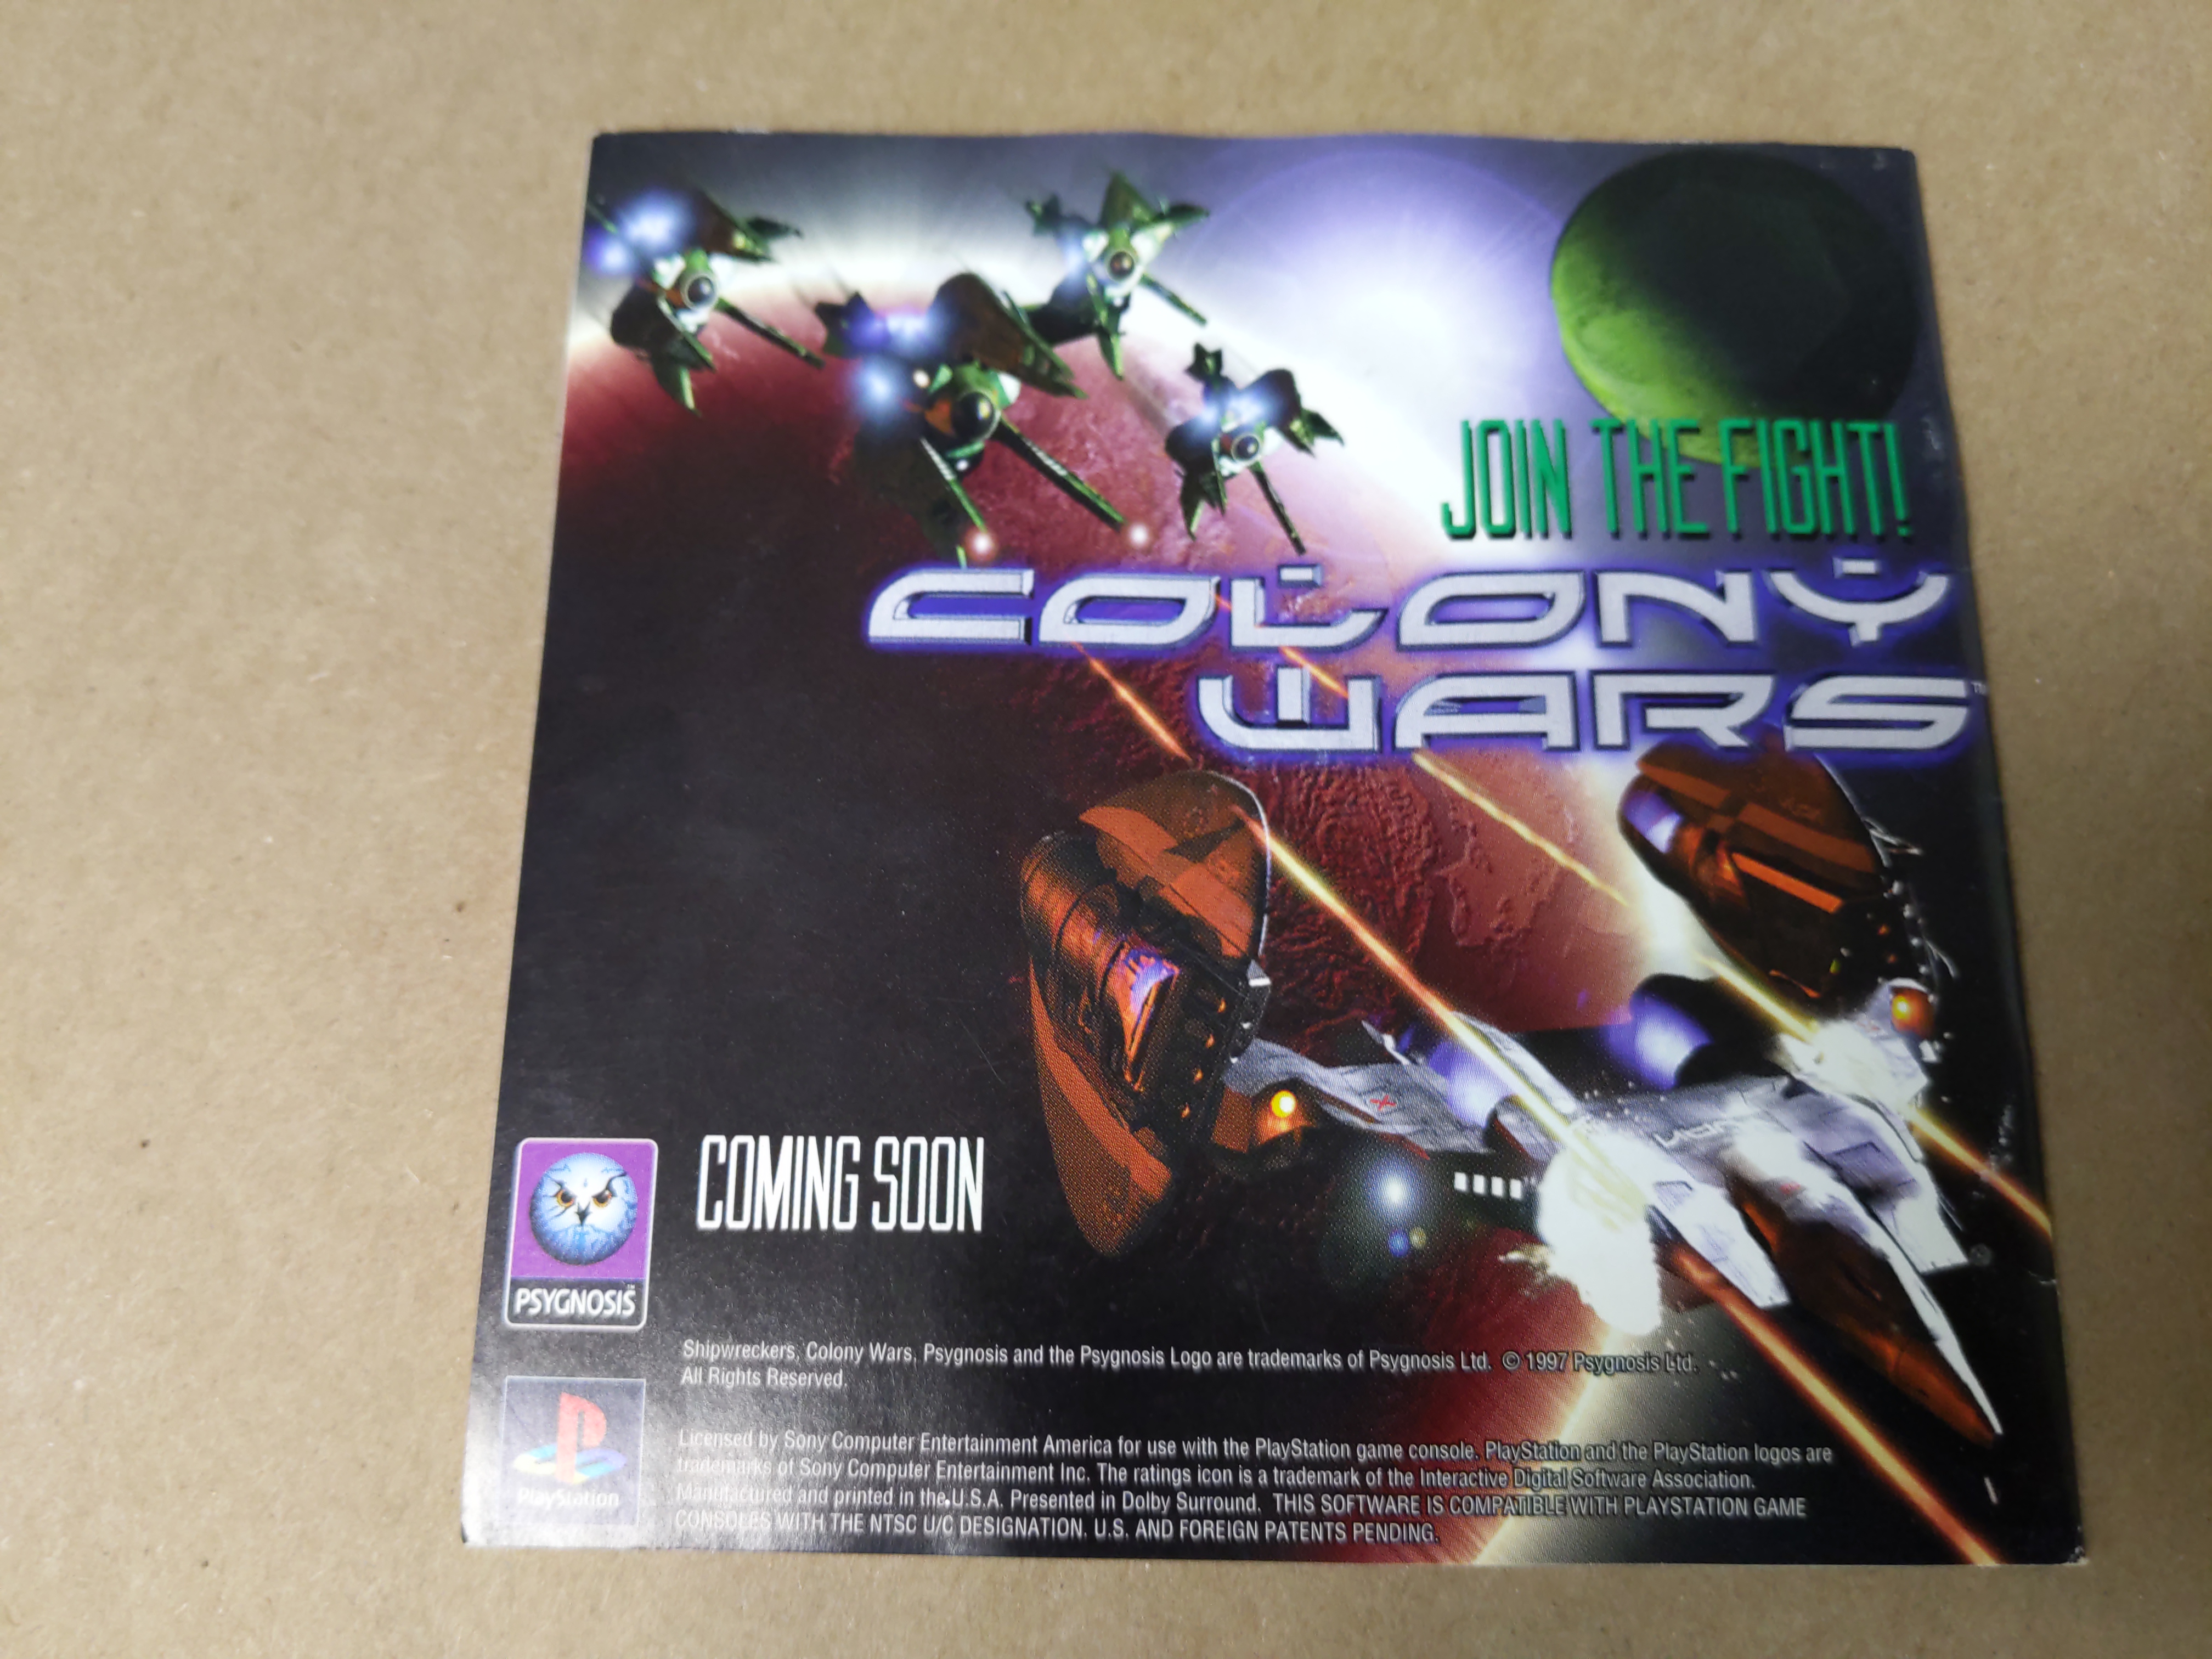 JOIN THE FIGHT!
COLONY
WARS™
COMING SOON
PSYGNOSIS™
Shipwreckers, Colony Wars, Psygnosis and the Psygnosis Logo are trademarks of Psygnosis Ltd. © 1997 Psygnosis Ltd.
All Rights Reserved.
PlayStation
Licensed by Sony Computer Entertainment America for use with the PlayStation game console. PlayStation and the PlayStation logos are
trademarks of Sony Computer Entertainment Inc. The ratings icon is a trademark of the Interactive Digital Software Association.
Manufactured and printed in the U.S.A. Presented in Dolby Surround. THIS SOFTWARE IS COMPATIBLE WITH PLAYSTATION GAME
CONSOLES WITH THE NTSC U/C DESIGNATION. U.S. AND FOREIGN PATENTS PENDING.